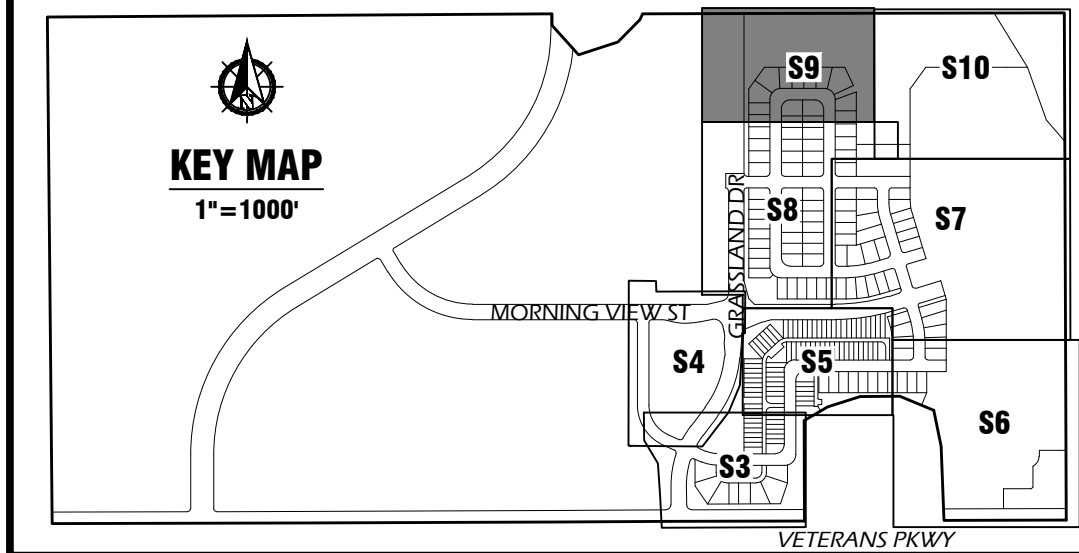 S9
S10
N
KEY MAP
1"=1000'
GRASSLAND DR
S8
S7
MORNING VIEW ST
S4
S5
S6
S3
VETERANS PKWY